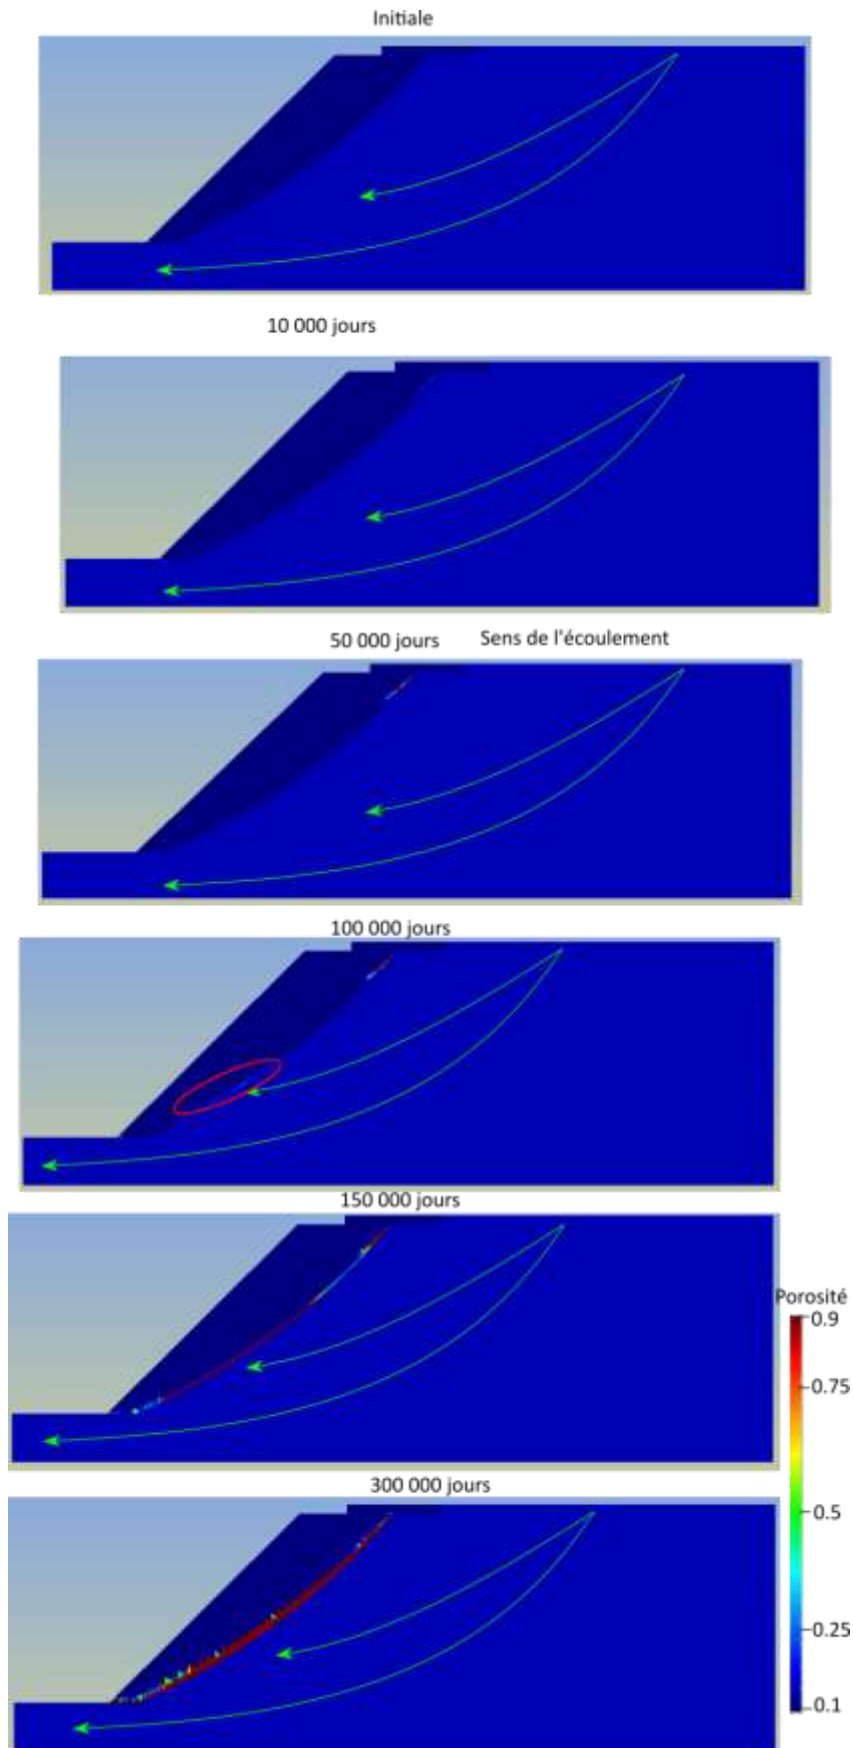 Initiale
10 000 jours
50 000 jours
Sens de l'écoulement
100 000 jours
150 000 jours
Porosité
0.9
0.75
0.5
0.25
0.1
300 000 jours